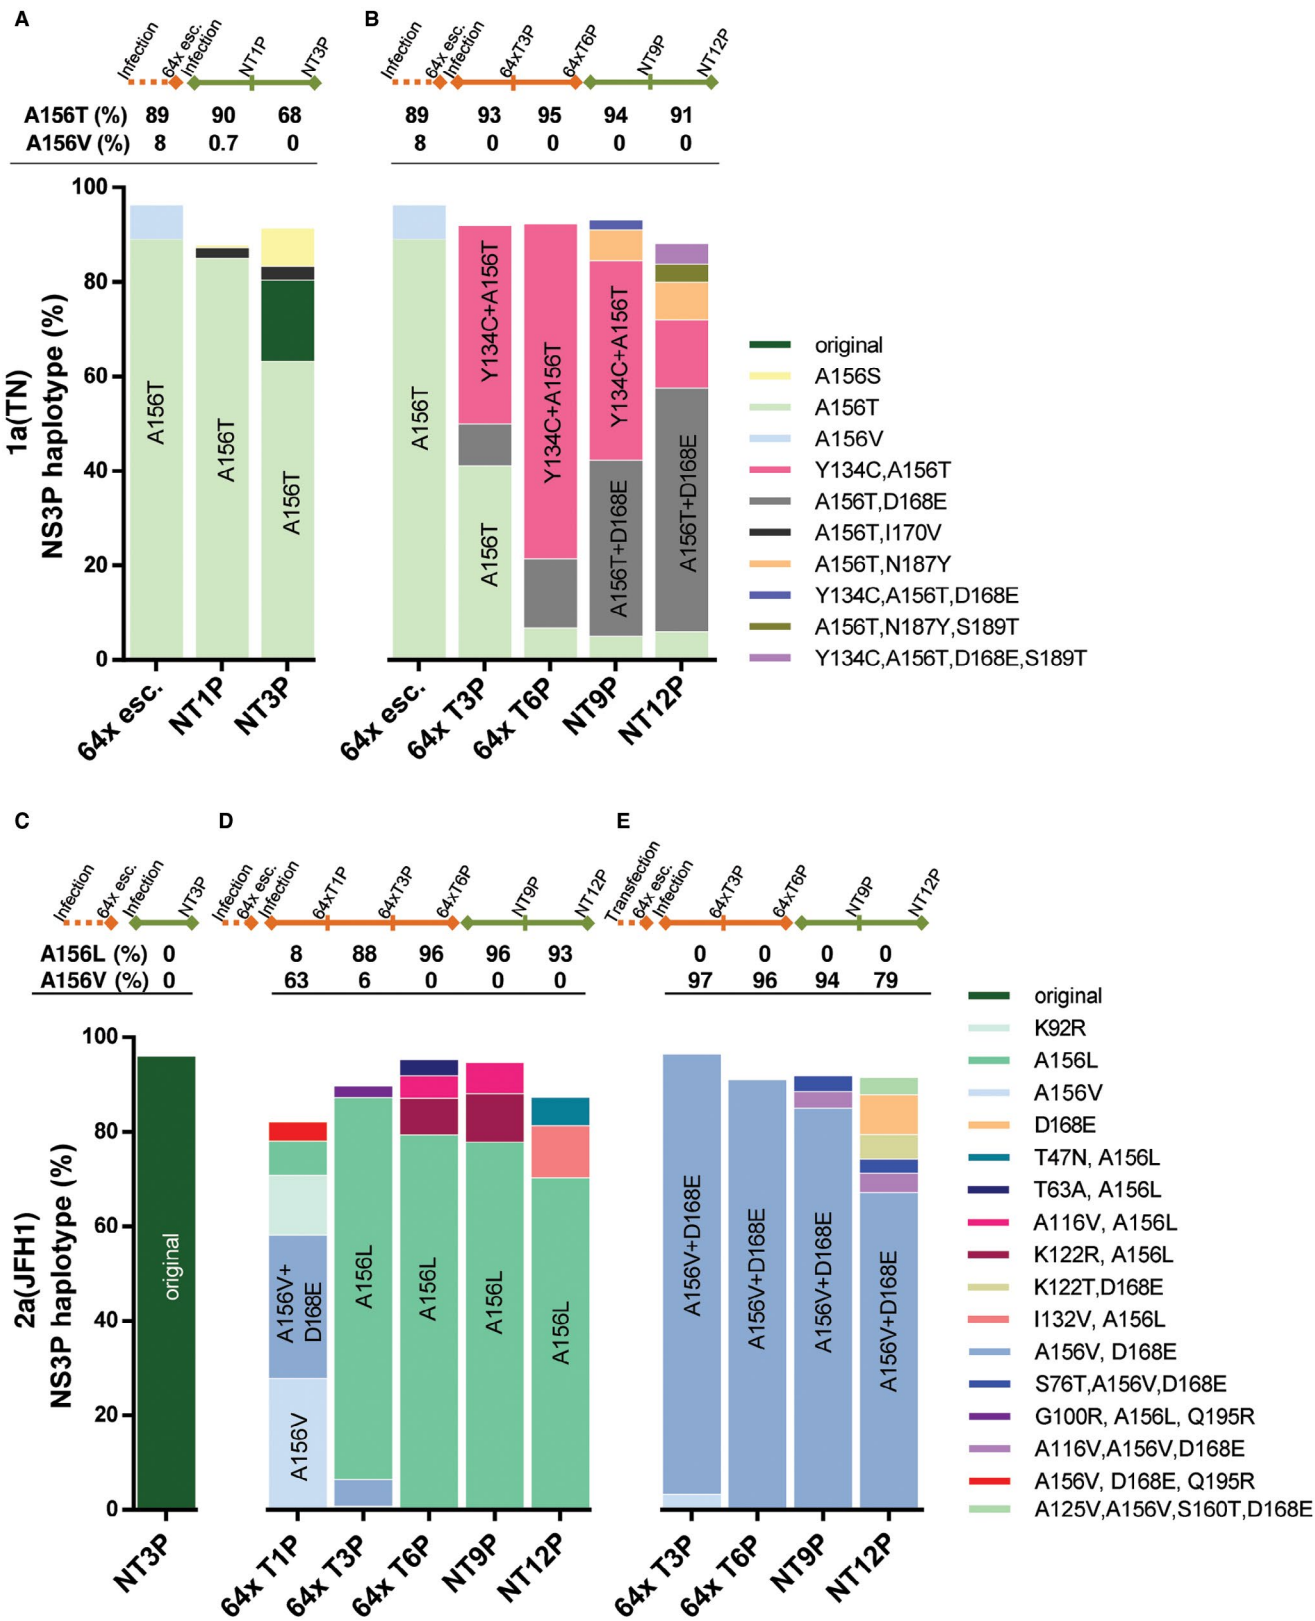 A
Infection
64x esc.
Infection
NT1P
NT3P
A156T (%) 89 90 68
A156V (%) 8 0.7 0
B
Infection
64x esc.
Infection
64xT3P
64xT6P
NT9P
NT12P
89 93 95 94 91
8 0 0 0 0
1a(TN)
NS3P haplotype (%)
100
80
60
40
20
0
A156T
A156T
A156T
64x esc.
NT1P
NT3P
A156T
Y134C+A156T
A156T
Y134C+A156T
Y134C+A156T
A156T+D168E
A156T+D168E
64x esc.
64x T3P
64x T6P
NT9P
NT12P
original
A156S
A156T
A156V
Y134C,A156T
A156T,D168E
A156T,I170V
A156T,N187Y
Y134C,A156T,D168E
A156T,N187Y,S189T
Y134C,A156T,D168E,S189T
C
Infection
64x esc.
Infection
NT3P
A156L (%) 0
A156V (%) 0
D
Infection
64x esc.
Infection
64xT1P
64xT3P
64xT6P
NT9P
NT12P
8 88 96 96 93
63 6 0 0 0
E
Transfection
64x esc.
Infection
64xT3P
64xT6P
NT9P
NT12P
0 0 0 0
97 96 94 79
2a(JFH1)
NS3P haplotype (%)
100
80
60
40
20
0
original
NT3P
A156V+
D168E
A156V
A156L
A156L
A156L
A156L
64x T1P
64x T3P
64x T6P
NT9P
NT12P
A156V+D168E
A156V+D168E
A156V+D168E
A156V+D168E
64x T3P
64x T6P
NT9P
NT12P
original
K92R
A156L
A156V
D168E
T47N, A156L
T63A, A156L
A116V, A156L
K122R, A156L
K122T,D168E
I132V, A156L
A156V, D168E
S76T,A156V,D168E
G100R, A156L, Q195R
A116V,A156V,D168E
A156V, D168E, Q195R
A125V,A156V,S160T,D168E